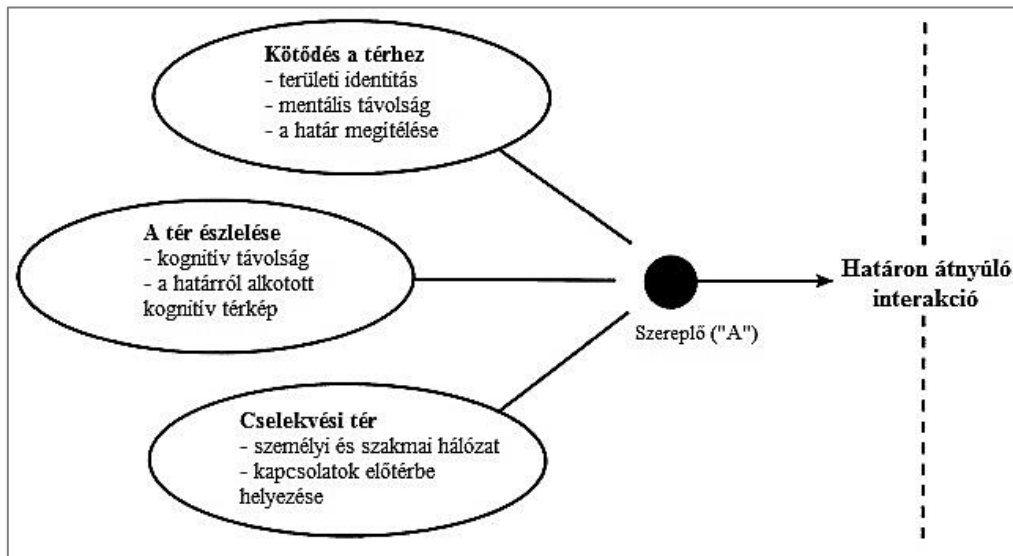 Kötődés a térhez
- területi identitás
- mentális távolság
- a határ megítélése
A tér észlelése
- kognitív távolság
- a határról alkotott
kognitív térkép
Cselekvési tér
- személyi és szakmai hálózat
- kapcsolatok előtérbe
helyezése
Szereplő ("A")
Határon átnyúló
interakció